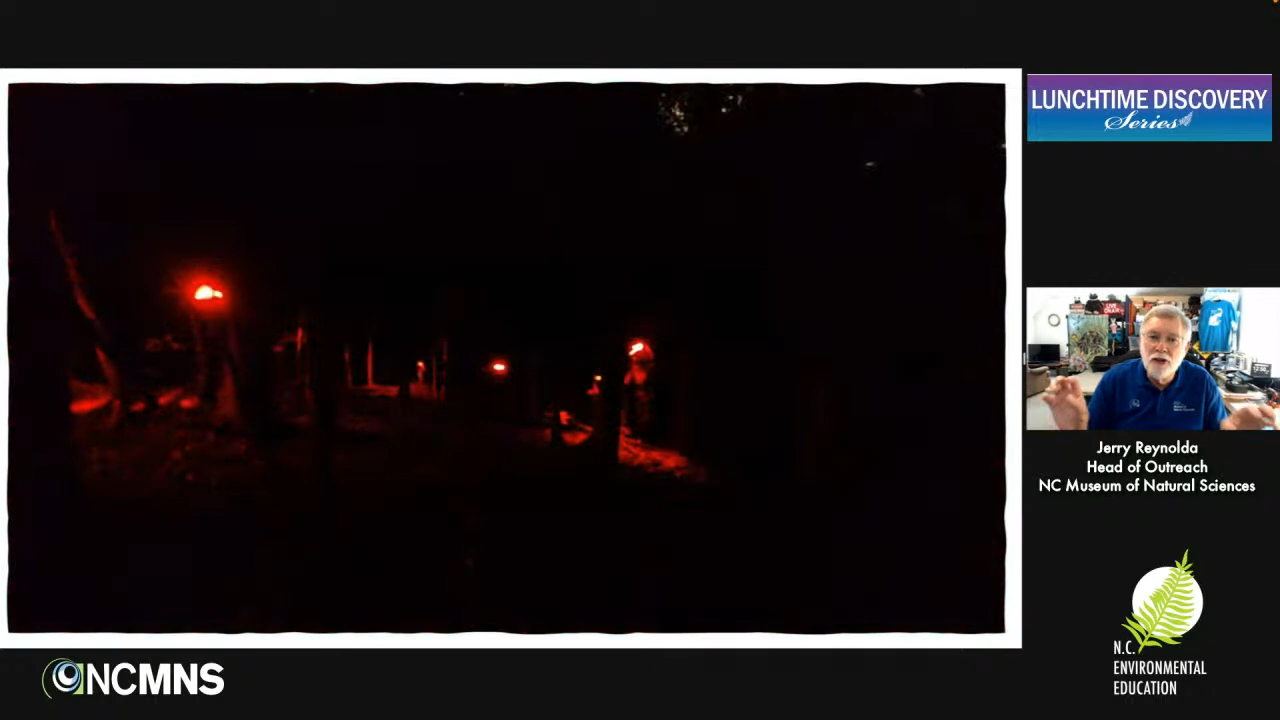 LUNCHTIME DISCOVERY
Series
Jerry Reynolda
Head of Outreach
NC Museum of Natural Sciences
NCMNS
N.C.
ENVIRONMENTAL
EDUCATION